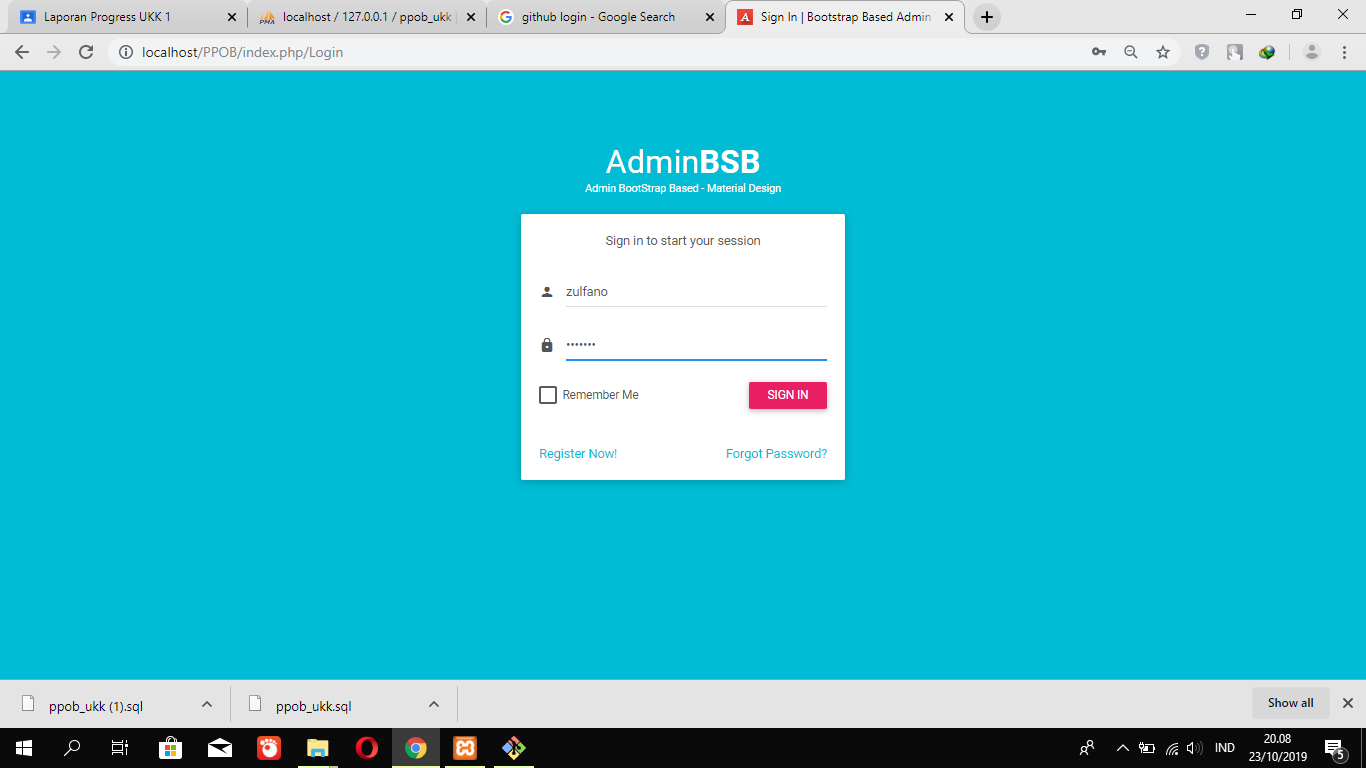 Laporan Progress UKK 1
localhost / 127.0.0.1 / ppob_ukk
github login - Google Search
Sign In | Bootstrap Based Admin
localhost/PPOB/index.php/Login
AdminBSB
Admin BootStrap Based - Material Design
Sign in to start your session
zulfano
•••••••
Remember Me
SIGN IN
Register Now!
Forgot Password?
ppob_ukk (1).sql
ppob_ukk.sql
Show all
IND
20.08
23/10/2019
5